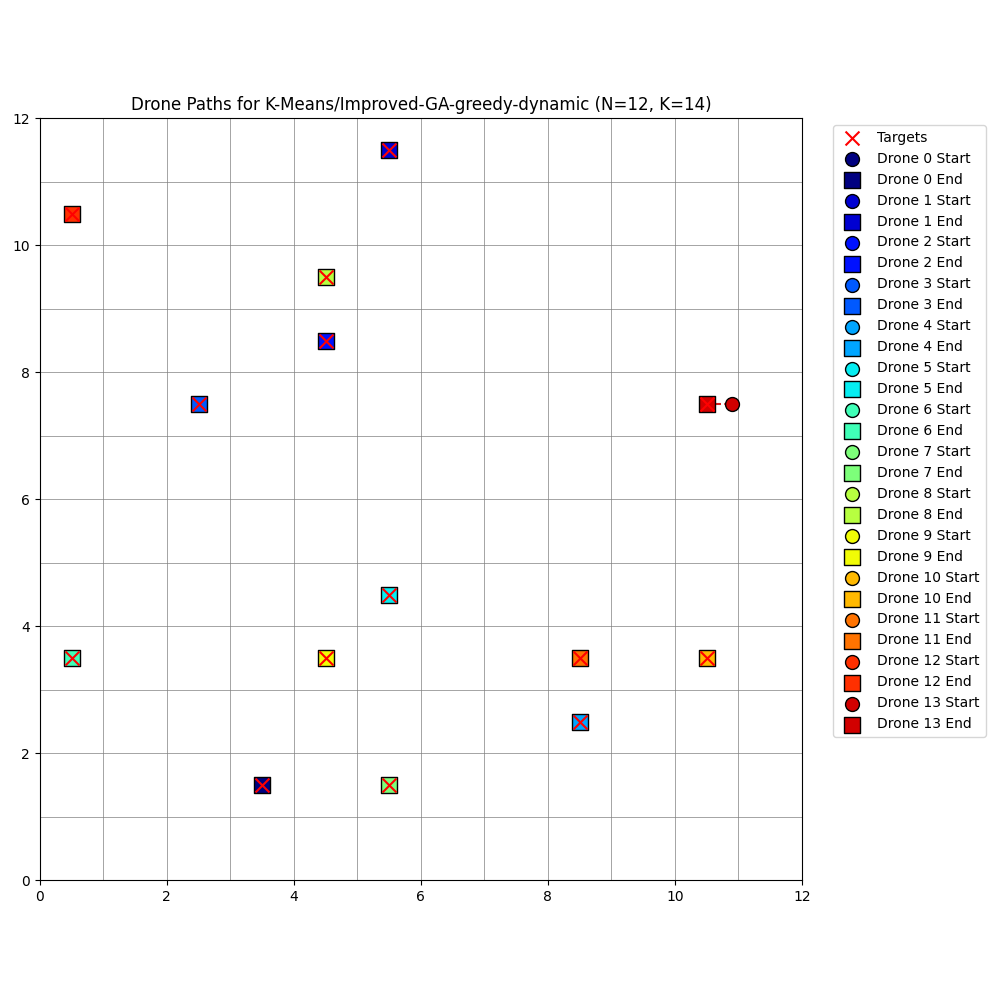 Drone Paths for K-Means/Improved-GA-greedy-dynamic (N=12, K=14)
12
10
8
6
4
2
0
0 2 4 6 8 10 12
Targets
Drone 0 Start
Drone 0 End
Drone 1 Start
Drone 1 End
Drone 2 Start
Drone 2 End
Drone 3 Start
Drone 3 End
Drone 4 Start
Drone 4 End
Drone 5 Start
Drone 5 End
Drone 6 Start
Drone 6 End
Drone 7 Start
Drone 7 End
Drone 8 Start
Drone 8 End
Drone 9 Start
Drone 9 End
Drone 10 Start
Drone 10 End
Drone 11 Start
Drone 11 End
Drone 12 Start
Drone 12 End
Drone 13 Start
Drone 13 End